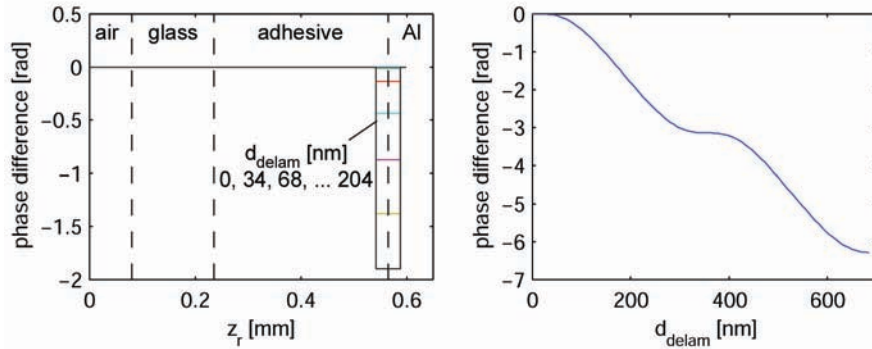 0.5
air
glass
adhesive
Al
0
-0.5
-1
-1.5
-2
phase difference [rad]
d_delam [nm]
0, 34, 68, ... 204
0
0.2
0.4
0.6
z_r [mm]
0
-1
-2
-3
-4
-5
-6
-7
phase difference [rad]
0
200
400
600
d_delam [nm]